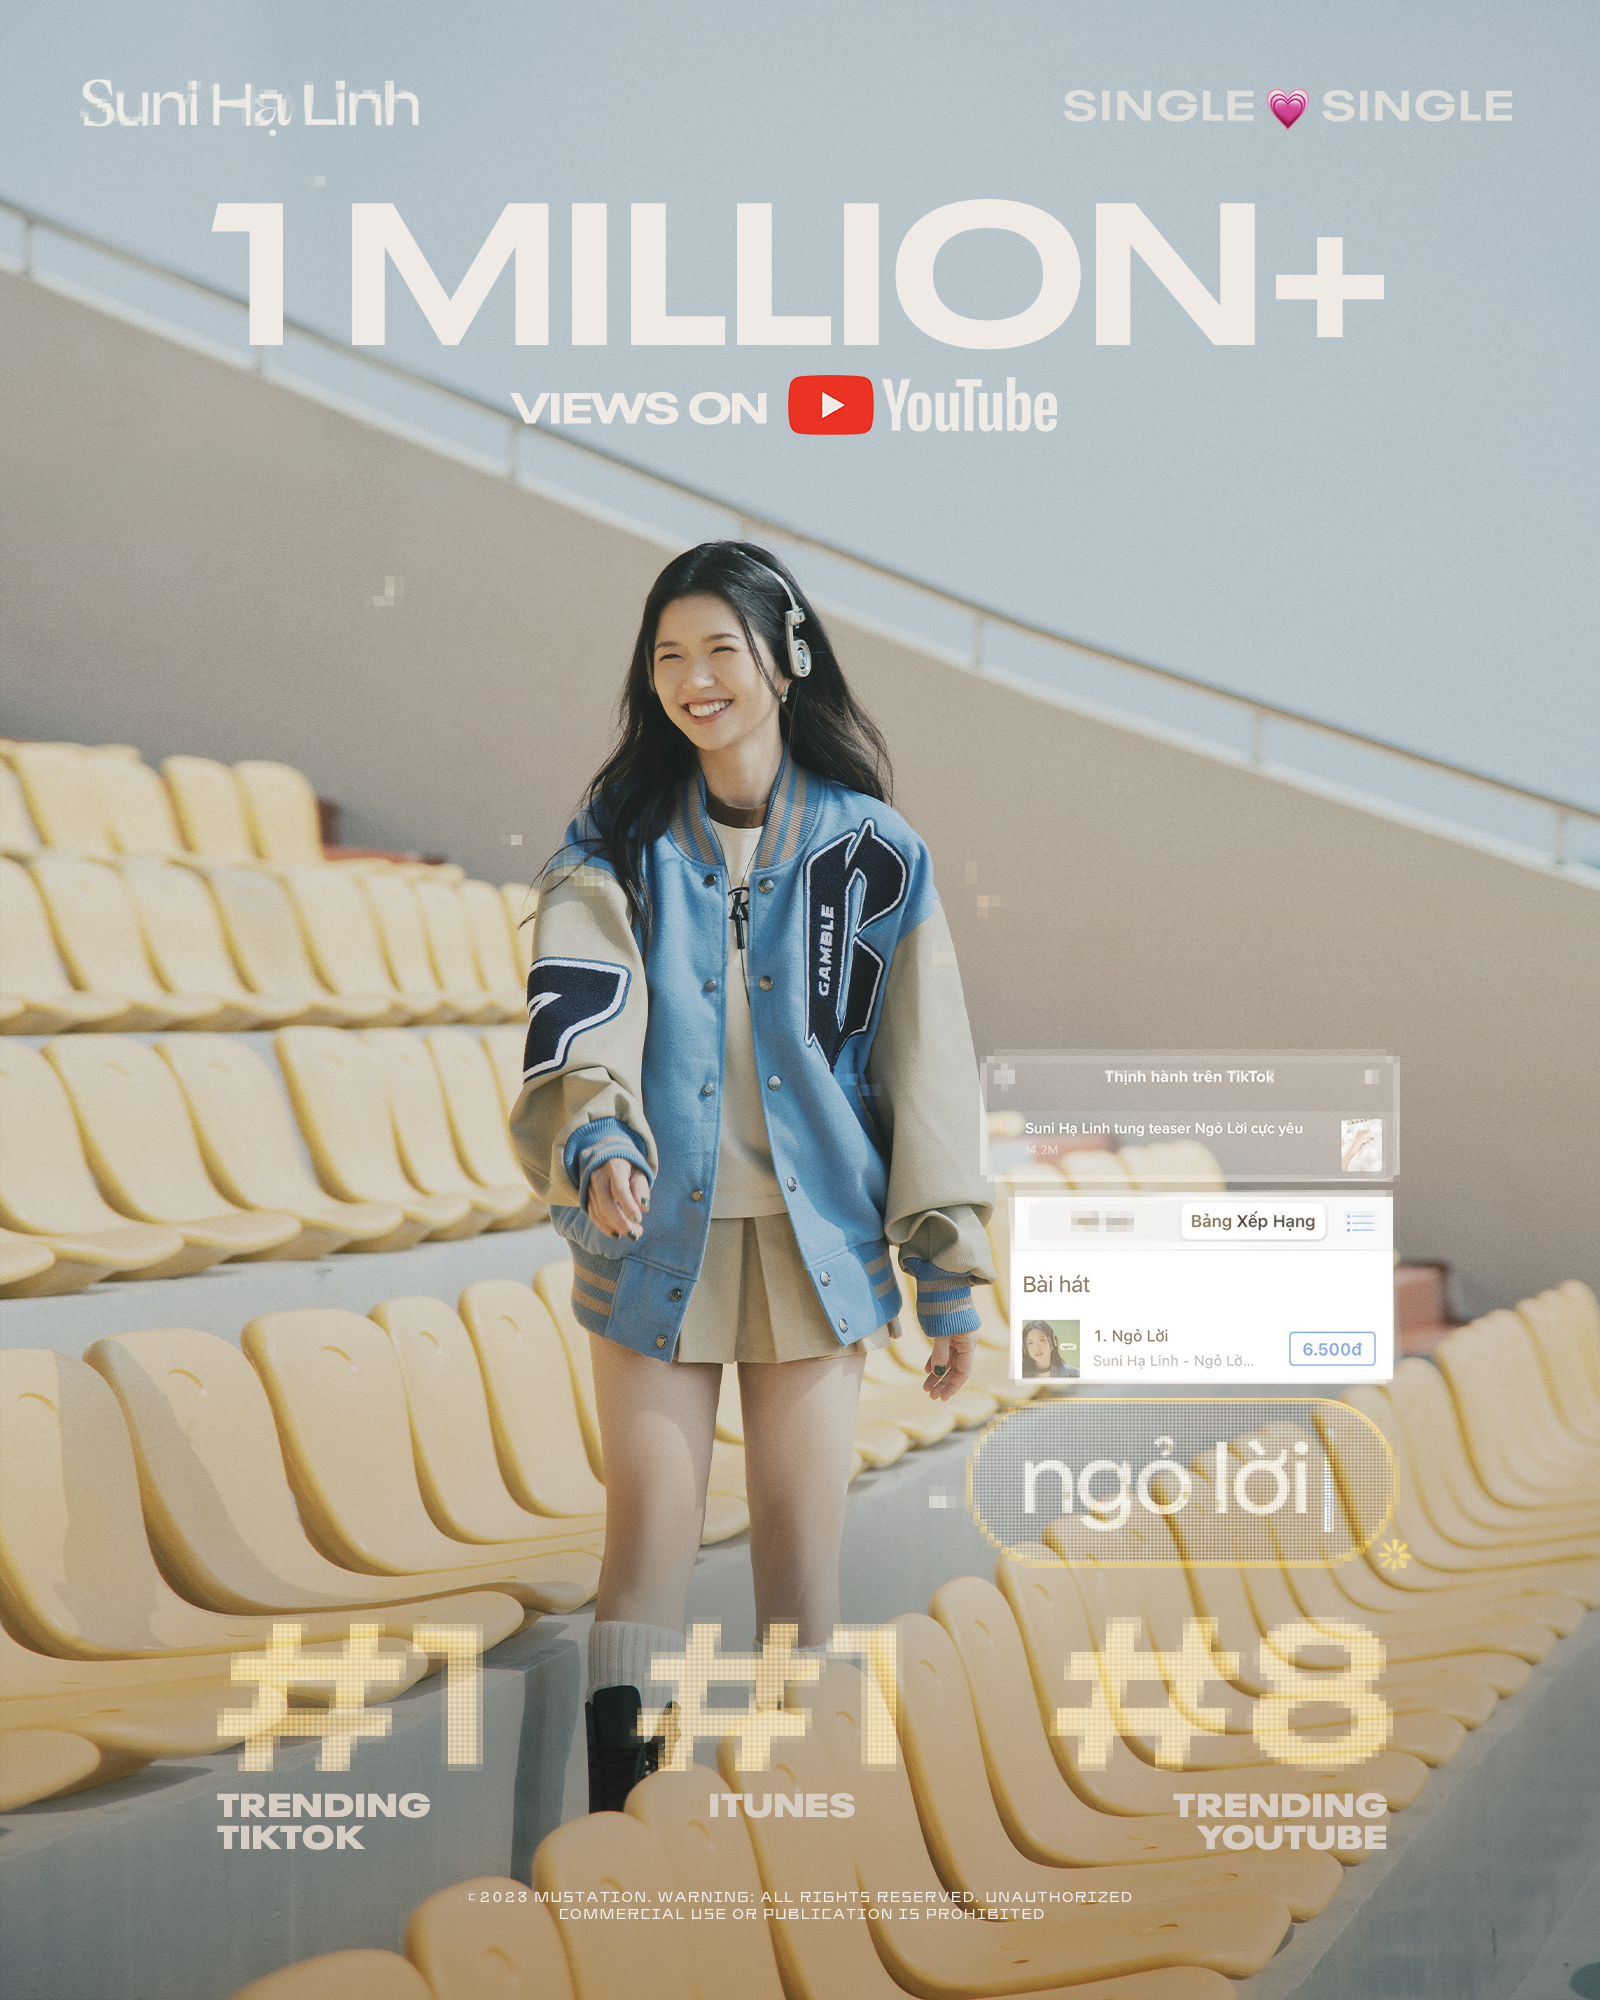 Suni Hạ Linh
SINGLE 💗 SINGLE
1 MILLION+
VIEWS ON YouTube
R
GAMBLE
7
Thịnh hành trên TikTok
Suni Hạ Linh tung teaser Ngỏ Lời cực yêu
14.2M
Bảng Xếp Hạng
Bài hát
1. Ngỏ Lời
Suni Hạ Linh - Ngỏ Lờ...
6.500đ
ngỏ lời
#1
TRENDING
TIKTOK
#1
ITUNES
#8
TRENDING
YOUTUBE
© 2023 MUSTATION. WARNING: ALL RIGHTS RESERVED. UNAUTHORIZED
COMMERCIAL USE OR PUBLICATION IS PROHIBITED